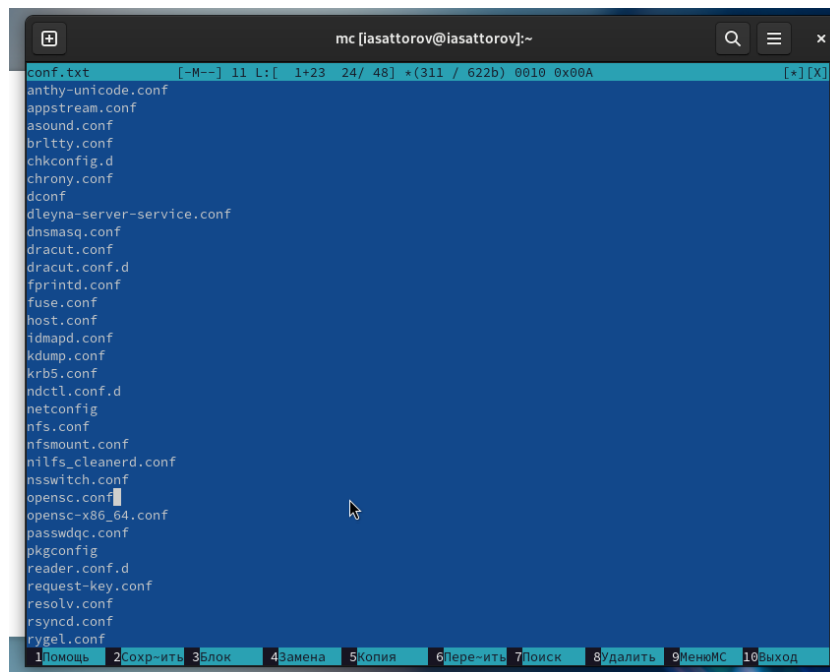 mc [iasattorov@iasattorov]:~
conf.txt [-M--] 11 L:[ 1+23 24/ 48] *(311 / 622b) 0010 0x00A [*][X]
anthy-unicode.conf
appstream.conf
asound.conf
brltty.conf
chkconfig.d
chrony.conf
dconf
dleyna-server-service.conf
dnsmasq.conf
dracut.conf
dracut.conf.d
fprintd.conf
fuse.conf
host.conf
idmapd.conf
kdump.conf
krb5.conf
ndctl.conf.d
netconfig
nfs.conf
nfsmount.conf
nilfs_cleanerd.conf
nsswitch.conf
opensc.conf
opensc-x86_64.conf
passwdqc.conf
pkgconfig
reader.conf.d
request-key.conf
resolv.conf
rsyncd.conf
rygel.conf
1Помощь 2Сохр~ить 3Блок 4Замена 5Копия 6Пере~ить 7Поиск 8Удалить 9МенюMC 10Выход